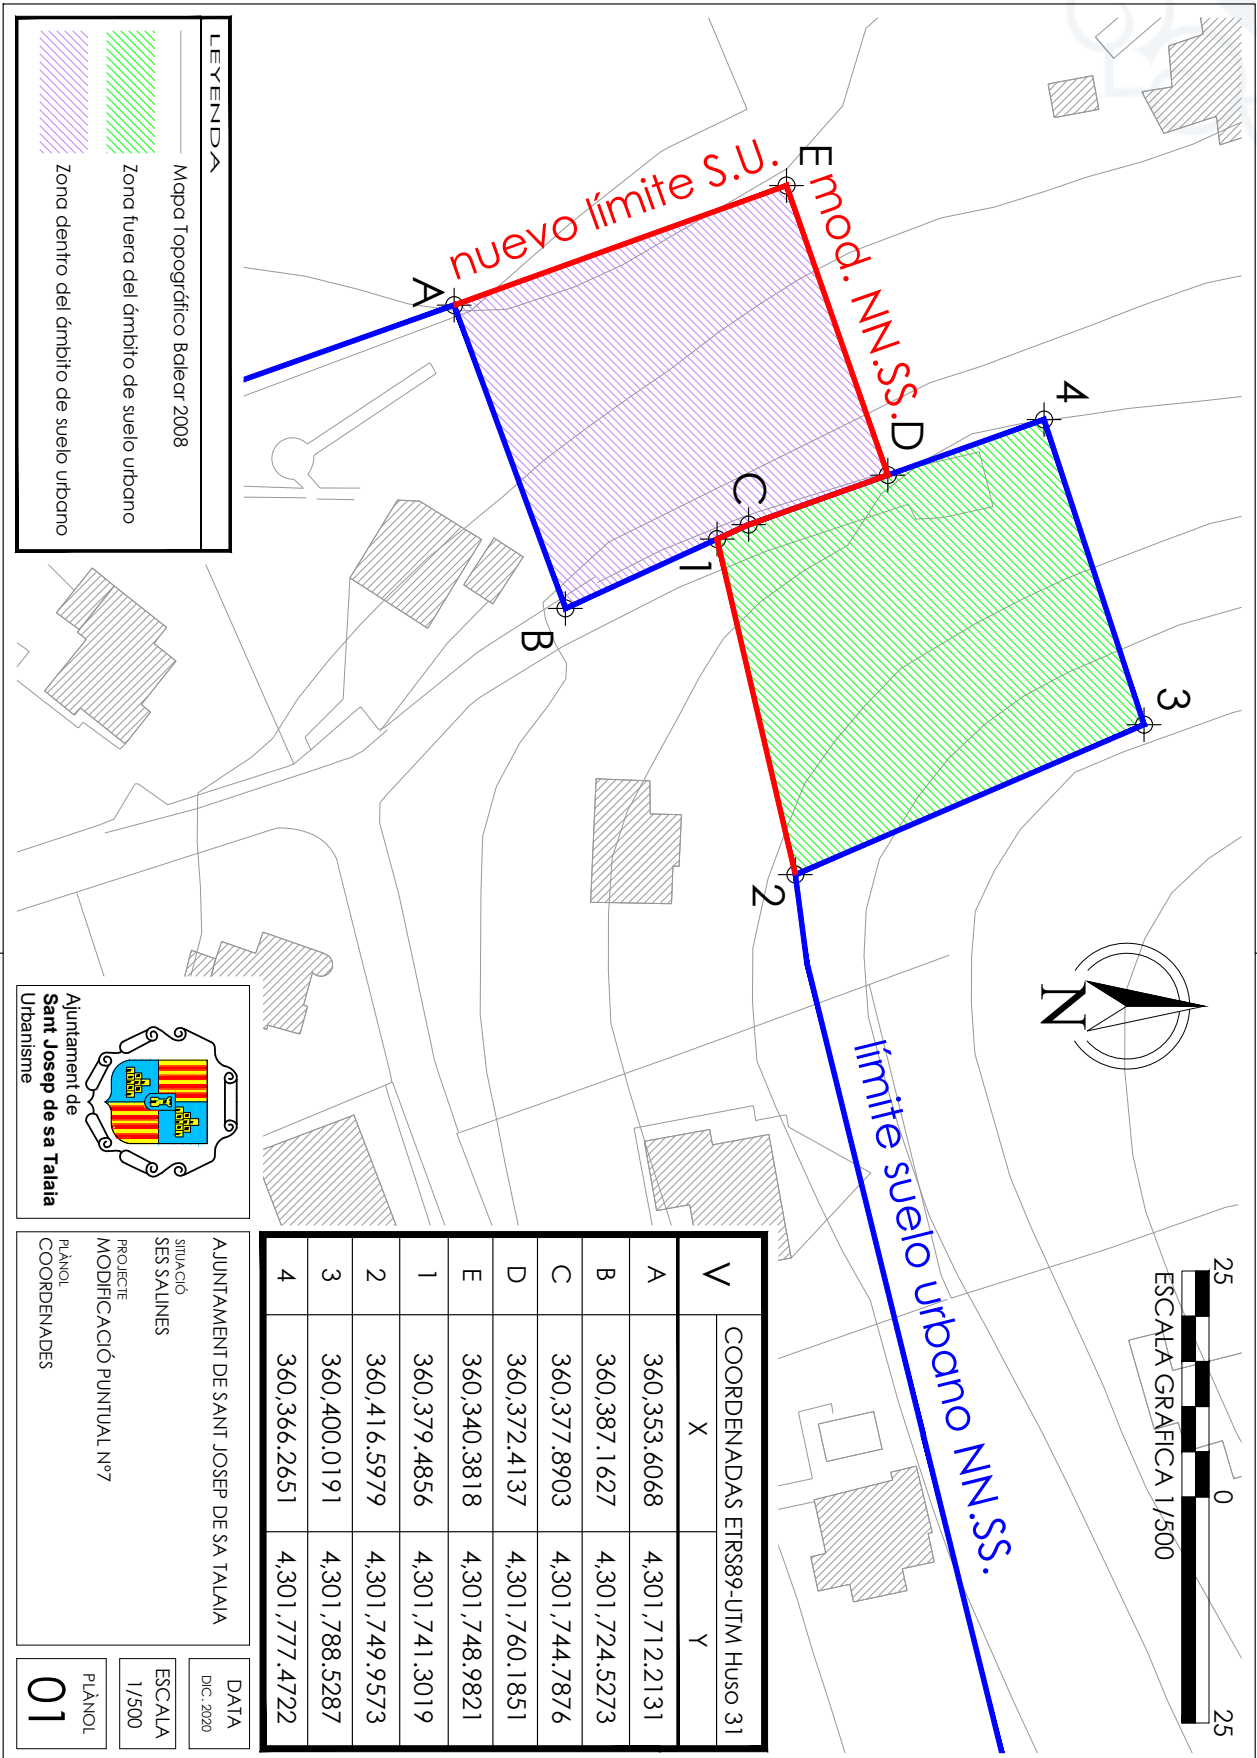 25 0 25
ESCALA GRAFICA 1/500
N
3
4
E
mod. NN.SS.
D
nuevo límite S.U.
C
1
2
A
B
límite suelo urbano NN.SS.
V COORDENADAS ETRS89-UTM Huso 31
X Y
A 360,353.6068 4,301,712.2131
B 360,387.1627 4,301,724.5273
C 360,377.8903 4,301,744.7876
D 360,372.4137 4,301,760.1851
E 360,340.3818 4,301,748.9821
1 360,379.4856 4,301,741.3019
2 360,416.5979 4,301,749.9573
3 360,400.0191 4,301,788.5287
4 360,366.2651 4,301,777.4722
LEYENDA
Mapa Topográfico Balear 2008
Zona fuera del ámbito de suelo urbano
Zona dentro del ámbito de suelo urbano
Ajuntament de
Sant Josep de sa Talaia
Urbanisme
AJUNTAMENT DE SANT JOSEP DE SA TALAIA
SITUACIÓ
SES SALINES
PROJECTE
MODIFICACIÓ PUNTUAL Nº7
PLÀNOL
COORDENADES
DATA
DIC. 2020
ESCALA
1/500
PLÀNOL
01